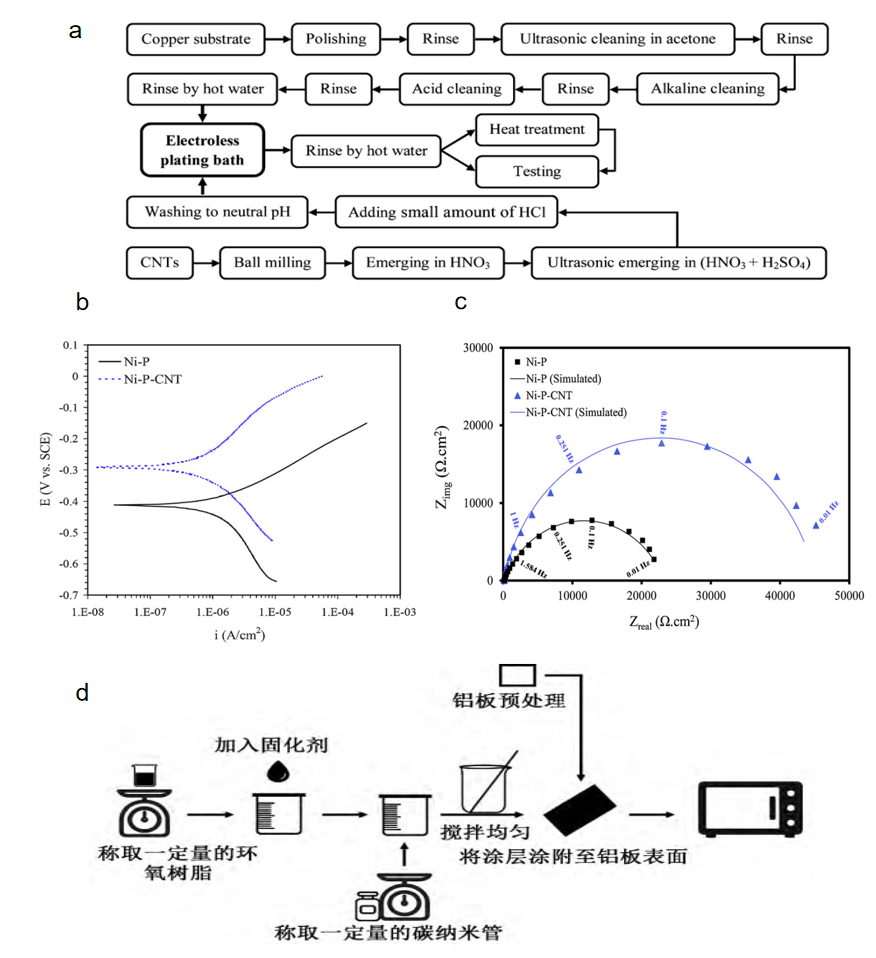 a
Copper substrate
Polishing
Rinse
Ultrasonic cleaning in acetone
Rinse
Rinse by hot water
Rinse
Acid cleaning
Rinse
Alkaline cleaning
Electroless
plating bath
Rinse by hot water
Heat treatment
Testing
Washing to neutral pH
Adding small amount of HCl
CNTs
Ball milling
Emerging in HNO₃
Ultrasonic emerging in (HNO₃ + H₂SO₄)
b
0.1
0
-0.1
-0.2
-0.3
-0.4
-0.5
-0.6
-0.7
E (V vs. SCE)
Ni-P
Ni-P-CNT
1.E-08
1.E-07
1.E-06
1.E-05
1.E-04
1.E-03
i (A/cm²)
c
30000
20000
10000
0
Zimg (Ω.cm²)
Ni-P
Ni-P (Simulated)
Ni-P-CNT
Ni-P-CNT (Simulated)
1 Hz
0.251 Hz
0.1 Hz
0.01 Hz
1.584 Hz
0.251 Hz
0.1 Hz
0.01 Hz
0
10000
20000
30000
40000
50000
Zreal (Ω.cm²)
d
铝板预处理
加入固化剂
称取一定量的环
氧树脂
搅拌均匀
将涂层涂附至铝板表面
称取一定量的碳纳米管